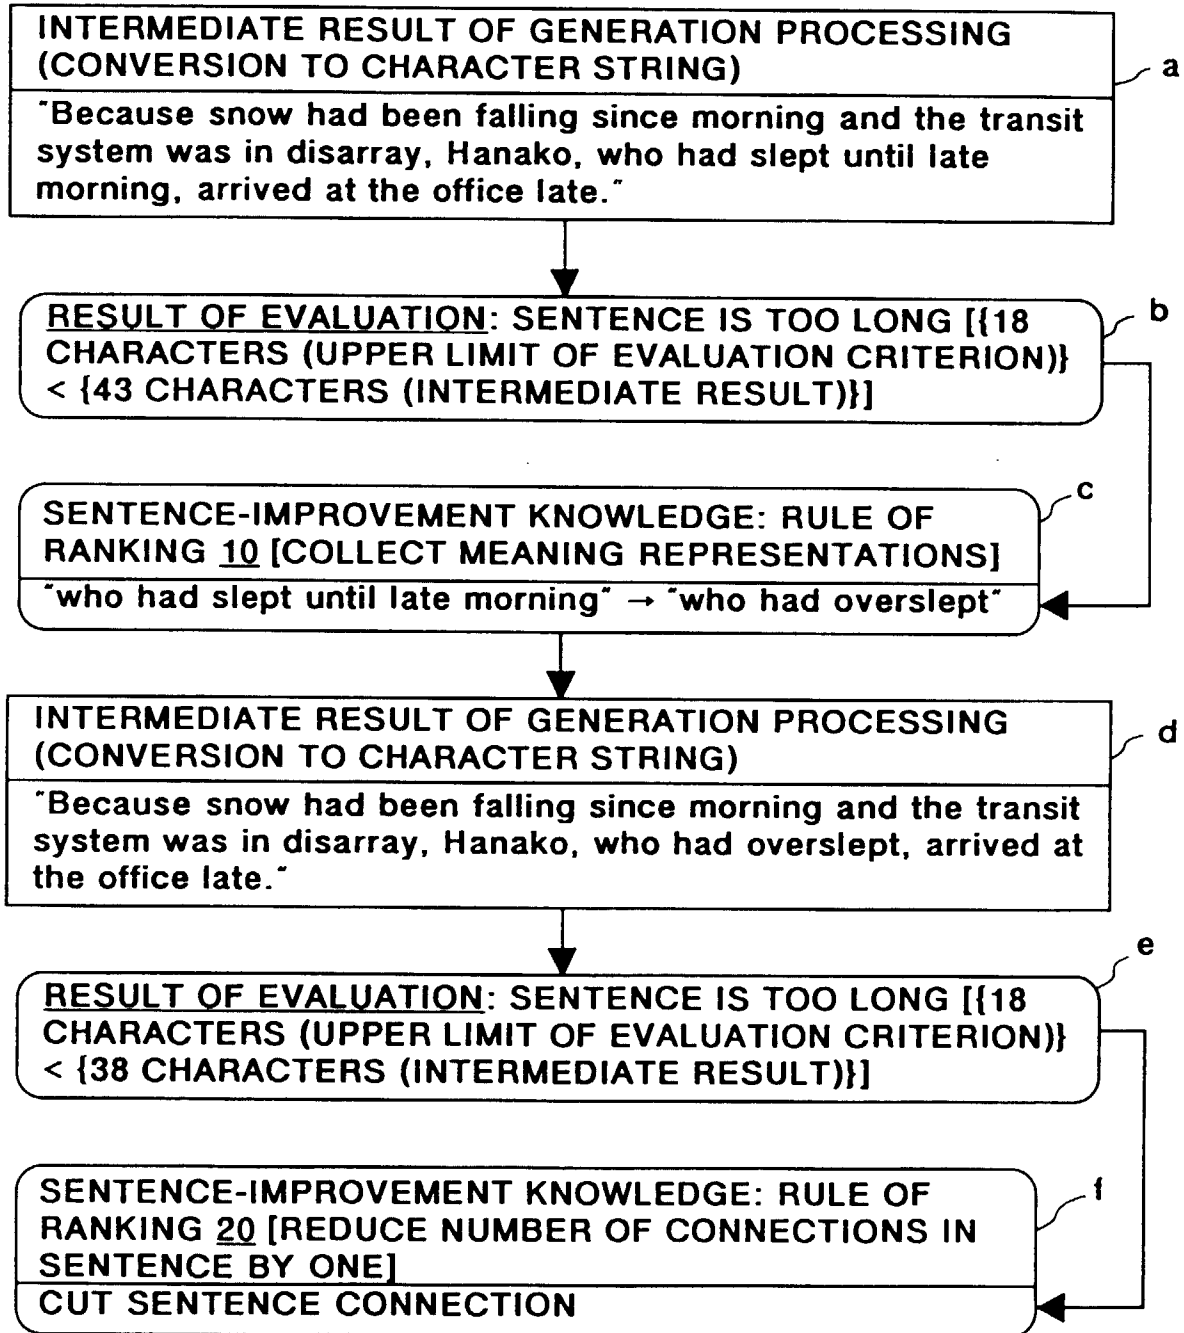 INTERMEDIATE RESULT OF GENERATION PROCESSING
(CONVERSION TO CHARACTER STRING)
a
"Because snow had been falling since morning and the transit
system was in disarray, Hanako, who had slept until late
morning, arrived at the office late."
RESULT OF EVALUATION: SENTENCE IS TOO LONG [{18
CHARACTERS (UPPER LIMIT OF EVALUATION CRITERION)}
< {43 CHARACTERS (INTERMEDIATE RESULT)}]
b
SENTENCE-IMPROVEMENT KNOWLEDGE: RULE OF
RANKING 10 [COLLECT MEANING REPRESENTATIONS]
c
"who had slept until late morning" → "who had overslept"
INTERMEDIATE RESULT OF GENERATION PROCESSING
(CONVERSION TO CHARACTER STRING)
d
"Because snow had been falling since morning and the transit
system was in disarray, Hanako, who had overslept, arrived at
the office late."
RESULT OF EVALUATION: SENTENCE IS TOO LONG [{18
CHARACTERS (UPPER LIMIT OF EVALUATION CRITERION)}
< {38 CHARACTERS (INTERMEDIATE RESULT)}]
e
SENTENCE-IMPROVEMENT KNOWLEDGE: RULE OF
RANKING 20 [REDUCE NUMBER OF CONNECTIONS IN
SENTENCE BY ONE]
f
CUT SENTENCE CONNECTION